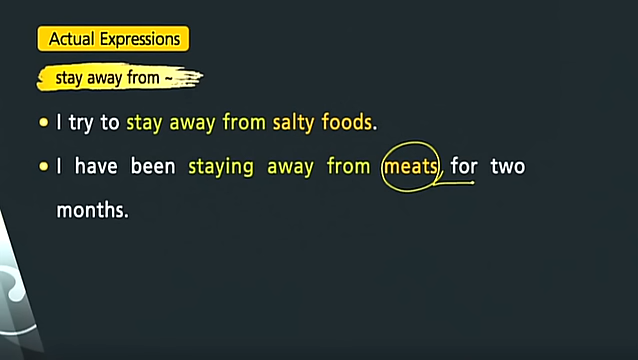 Actual Expressions
stay away from ~
• I try to stay away from salty foods.
• I have been staying away from meats for two
months.